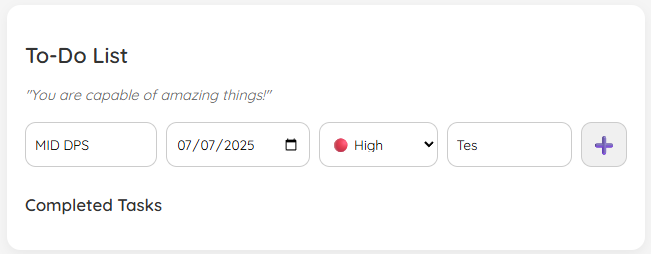 To-Do List
"You are capable of amazing things!"
MID DPS 07/07/2025 High Tes
Completed Tasks